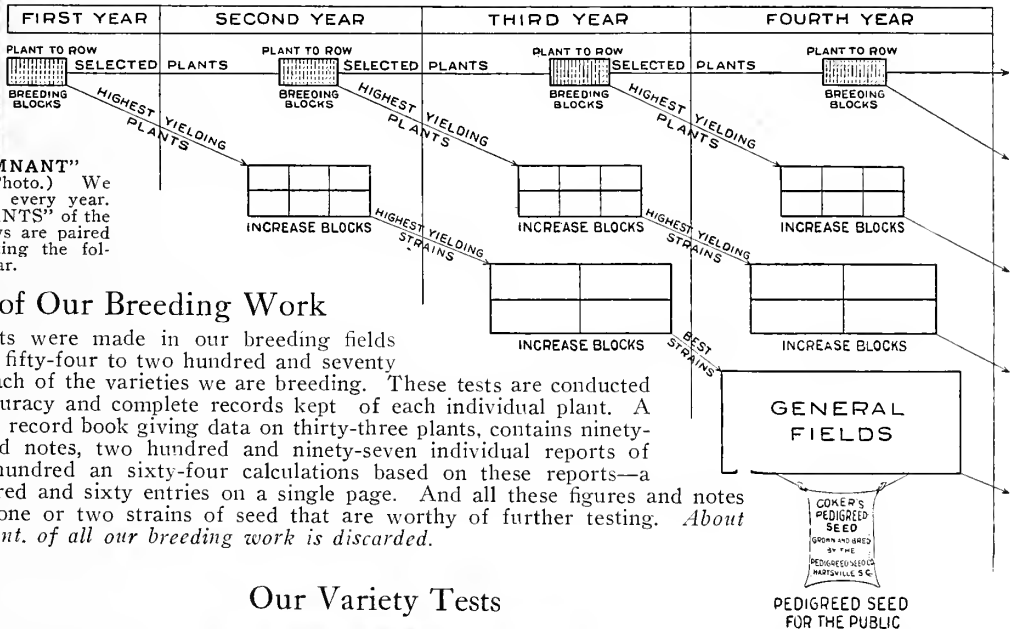 FIRST YEAR
SECOND YEAR
THIRD YEAR
FOURTH YEAR
PLANT TO ROW
SELECTED PLANTS
BREEDING
BLOCKS
PLANT TO ROW
SELECTED PLANTS
BREEDING
BLOCKS
PLANT TO ROW
SELECTED PLANTS
BREEDING
BLOCKS
PLANT TO ROW
BREEDING
BLOCKS
HIGHEST YIELDING
PLANTS
HIGHEST YIELDING
PLANTS
HIGHEST YIELDING
PLANTS
INCREASE BLOCKS
INCREASE BLOCKS
INCREASE BLOCKS
HIGHEST YIELDING
STRAINS
HIGHEST YIELDING
STRAINS
INCREASE BLOCKS
INCREASE BLOCKS
BEST
STRAINS
GENERAL
FIELDS
COKER'S
PEDIGREED
SEED
GROWN AND BRED
BY THE
PEDIGREED SEED CO.
HARTSVILLE S.C.
PEDIGREED SEED
FOR THE PUBLIC
MNANT"
hoto.) We
every year.
ANTS" of the
ws are paired
ing the fol-
ar.
of Our Breeding Work
ts were made in our breeding fields
fifty-four to two hundred and seventy
ach of the varieties we are breeding. These tests are conducted
uracy and complete records kept of each individual plant. A
record book giving data on thirty-three plants, contains ninety-
d notes, two hundred and ninety-seven individual reports of
hundred an sixty-four calculations based on these reports—a
red and sixty entries on a single page. And all these figures and notes
one or two strains of seed that are worthy of further testing. About
nt. of all our breeding work is discarded.
Our Variety Tests